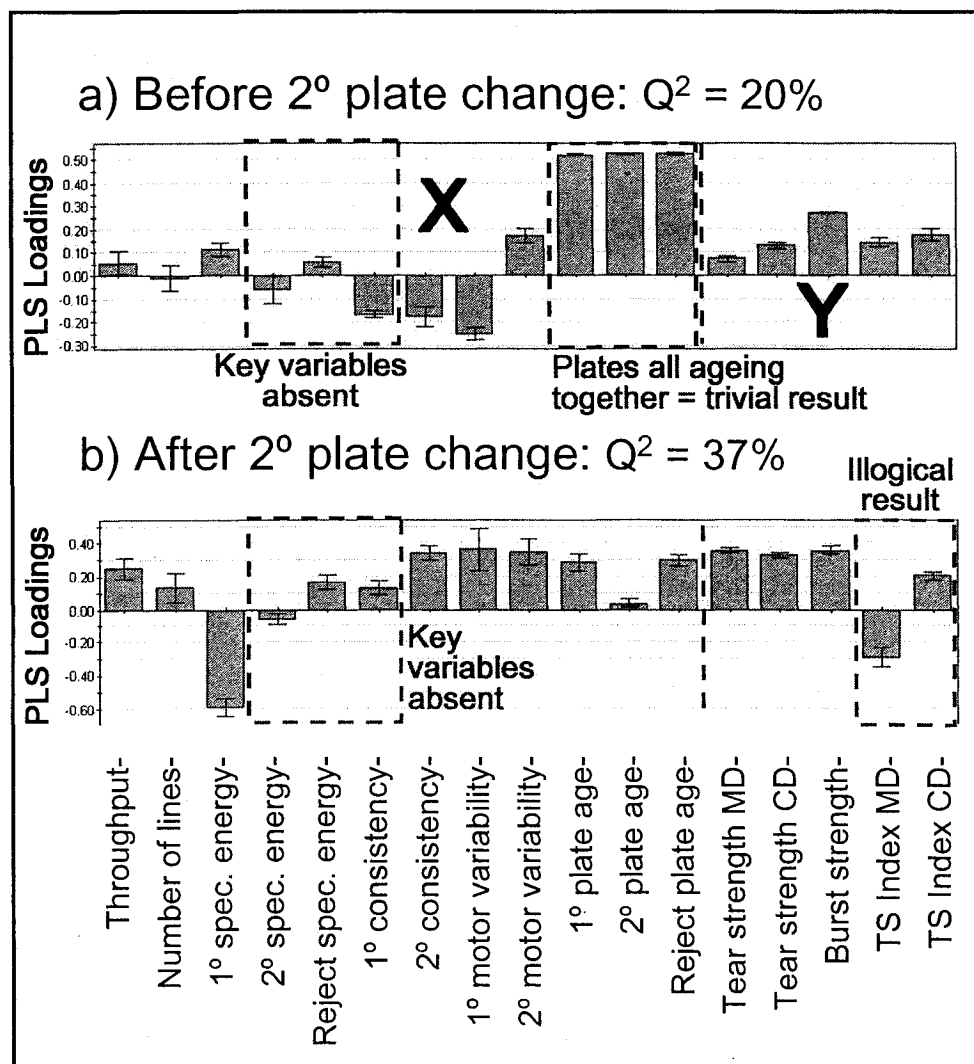 a) Before 2º plate change: Q² = 20%
PLS Loadings
0.50
0.40
0.30
0.20
0.10
0.00
-0.10
-0.20
-0.30
X
Y
Key variables
absent
Plates all ageing
together = trivial result
b) After 2º plate change: Q² = 37%
Illogical
result
PLS Loadings
0.40
0.20
0.00
-0.20
-0.40
-0.60
Key
variables
absent
Throughput-
Number of lines-
1º spec. energy-
2º spec. energy-
Reject spec. energy-
1º consistency-
2º consistency-
1º motor variability-
2º motor variability-
1º plate age-
2º plate age-
Reject plate age-
Tear strength MD-
Tear strength CD-
Burst strength-
TS Index MD-
TS Index CD-